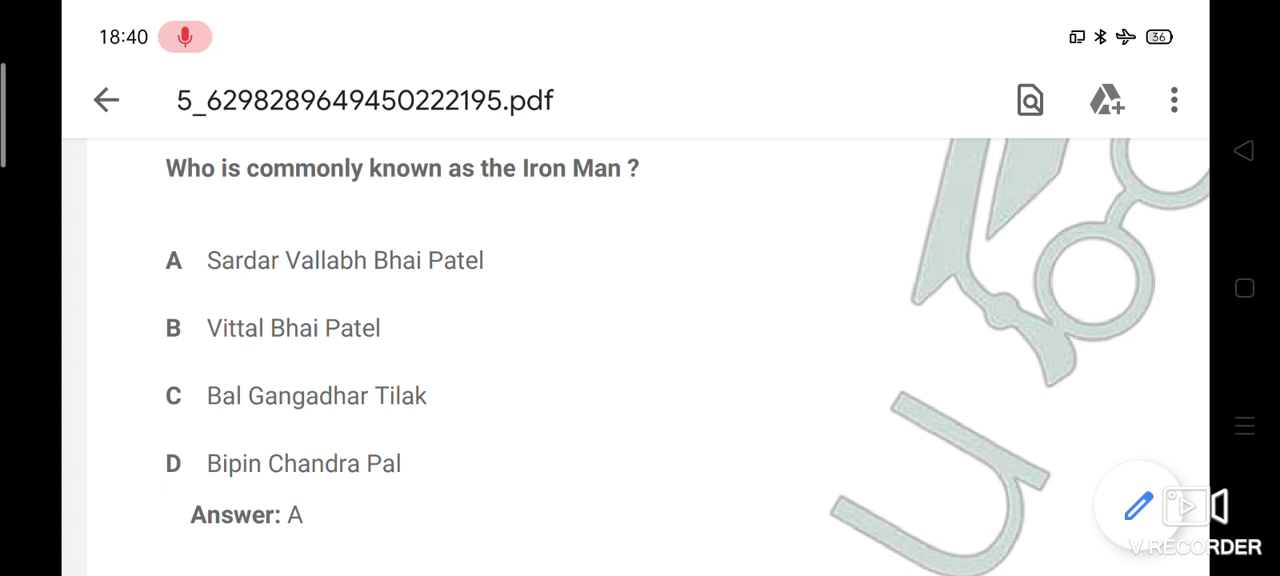 18:40
36
5_6298289649450222195.pdf
Who is commonly known as the Iron Man ?
A Sardar Vallabh Bhai Patel
B Vittal Bhai Patel
C Bal Gangadhar Tilak
D Bipin Chandra Pal
Answer: A
V RECORDER